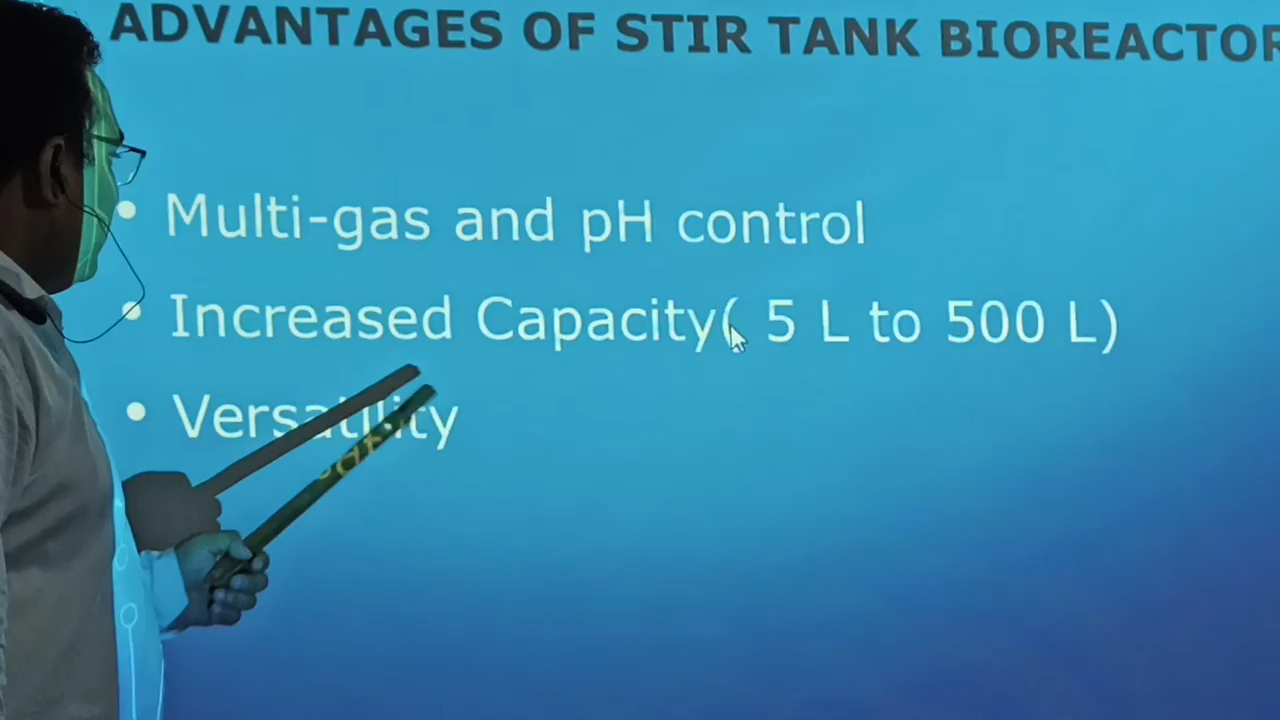 ADVANTAGES OF STIR TANK BIOREACTOR
• Multi-gas and pH control
• Increased Capacity( 5 L to 500 L)
• Versatility